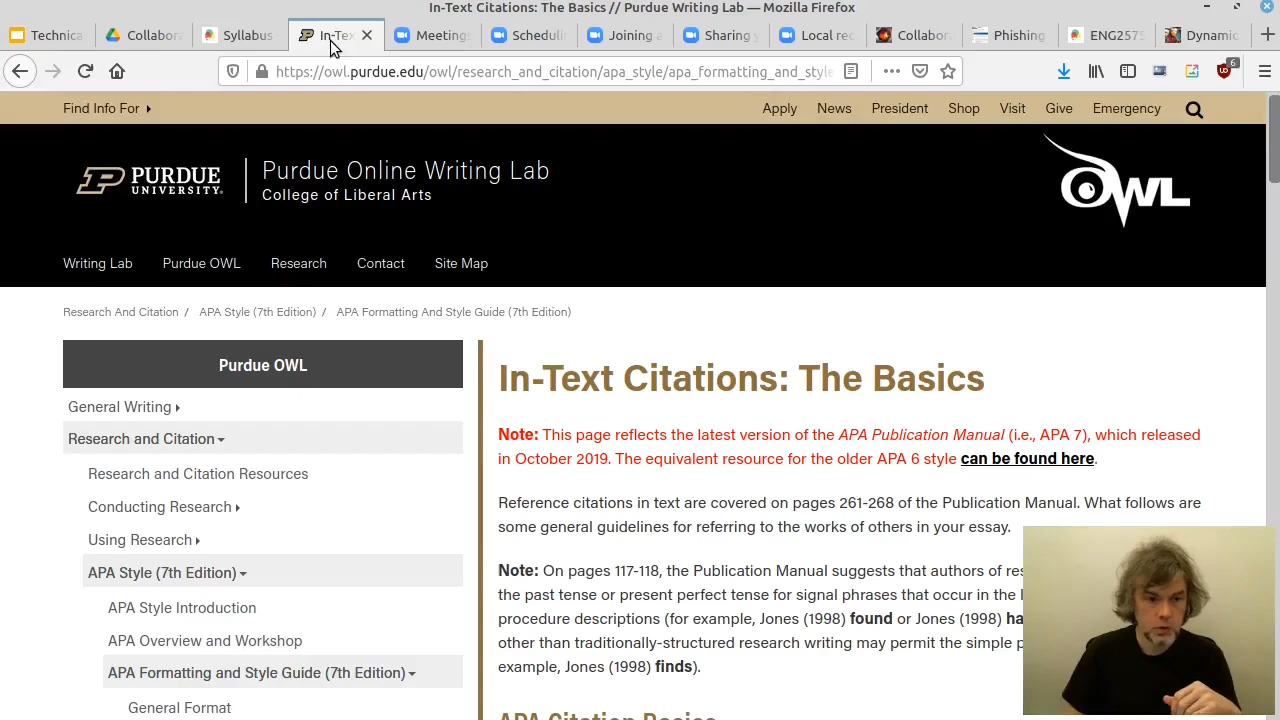 In-Text Citations: The Basics // Purdue Writing Lab — Mozilla Firefox
Technica Collabora Syllabus In-Tex Meetings Schedulin Joining a Sharing Local rec Collabora Phishing ENG257S Dynamic
https://owl.purdue.edu/owl/research_and_citation/apa_style/apa_formatting_and_style 6
Find Info For Apply News President Shop Visit Give Emergency
P PURDUE UNIVERSITY® Purdue Online Writing Lab
College of Liberal Arts
OWL
Writing Lab Purdue OWL Research Contact Site Map
Research And Citation / APA Style (7th Edition) / APA Formatting And Style Guide (7th Edition)
Purdue OWL
General Writing
Research and Citation
Research and Citation Resources
Conducting Research
Using Research
APA Style (7th Edition)
APA Style Introduction
APA Overview and Workshop
APA Formatting and Style Guide (7th Edition)
General Format
In-Text Citations: The Basics
Note: This page reflects the latest version of the APA Publication Manual (i.e., APA 7), which released
in October 2019. The equivalent resource for the older APA 6 style can be found here.
Reference citations in text are covered on pages 261-268 of the Publication Manual. What follows are
some general guidelines for referring to the works of others in your essay.
Note: On pages 117-118, the Publication Manual suggests that authors of res
the past tense or present perfect tense for signal phrases that occur in the l
procedure descriptions (for example, Jones (1998) found or Jones (1998) ha
other than traditionally-structured research writing may permit the simple p
example, Jones (1998) finds).
APA Citation Basics